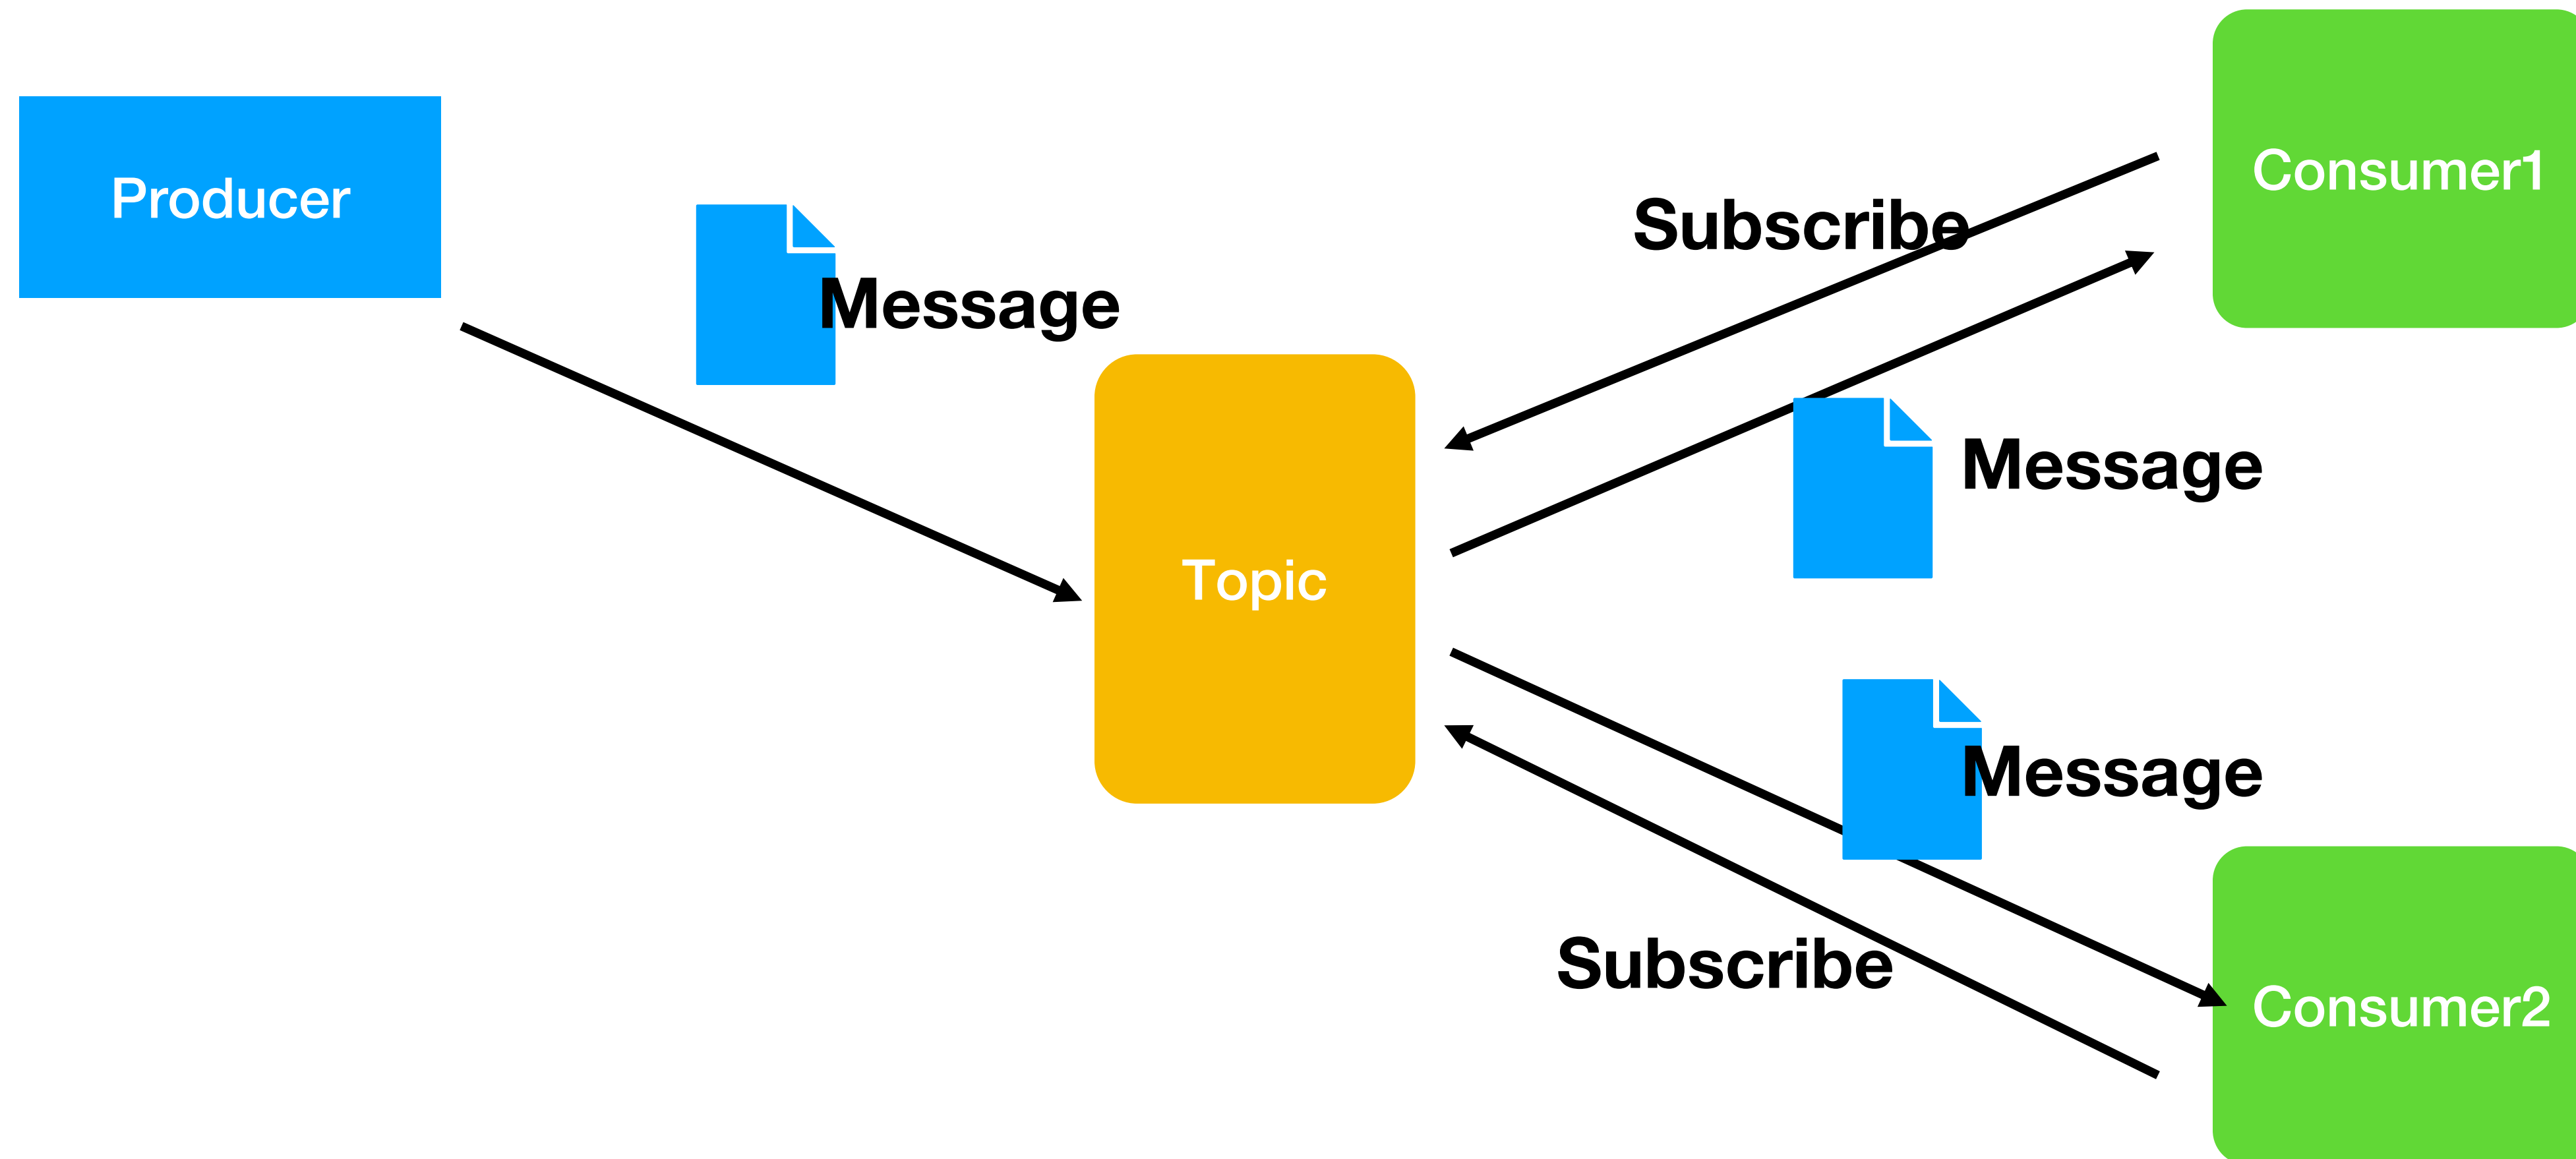 Producer
Message
Topic
Subscribe
Consumer1
Message
Message
Subscribe
Consumer2